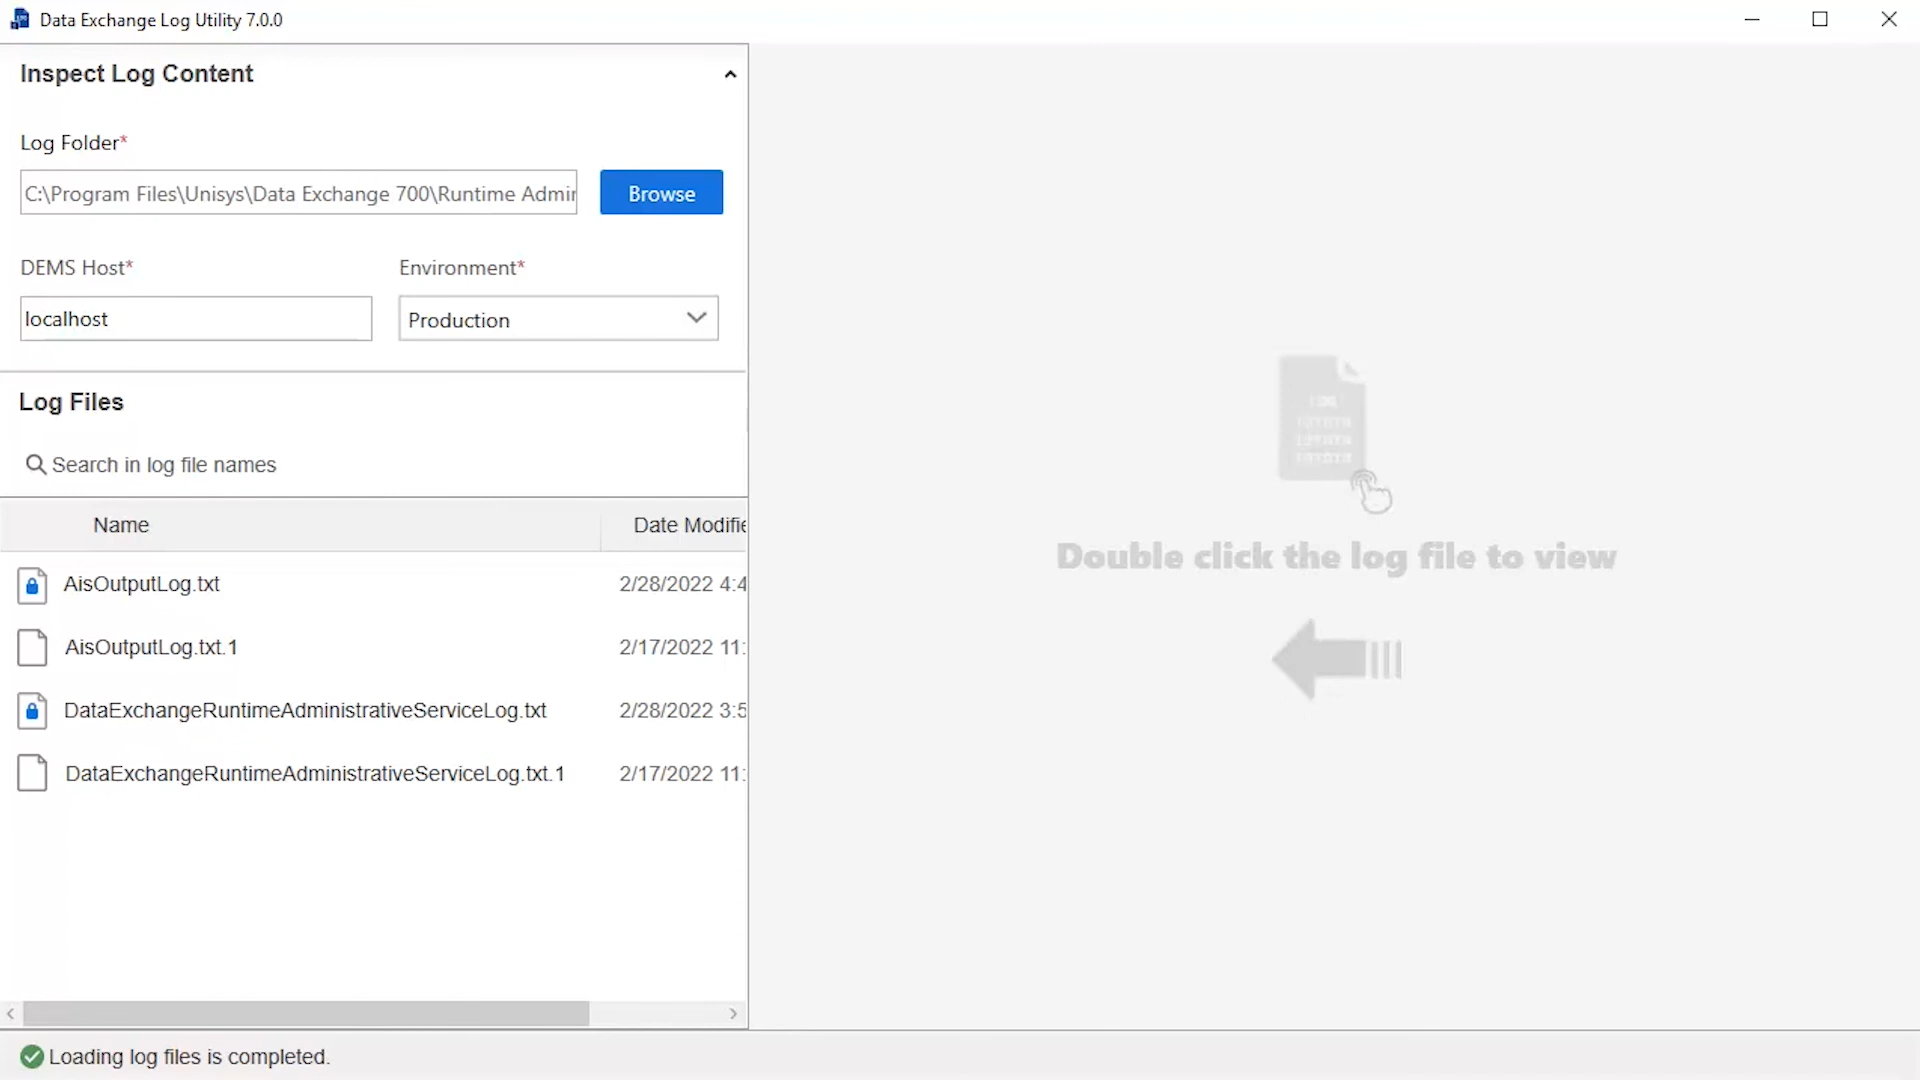 Data Exchange Log Utility 7.0.0
Inspect Log Content
Log Folder*
C:\Program Files\Unisys\Data Exchange 700\Runtime Admin
Browse
DEMS Host*
Environment*
localhost
Production
Log Files
Search in log file names
Name
Date Modifie
AisOutputLog.txt
2/28/2022 4:4
AisOutputLog.txt.1
2/17/2022 11:
DataExchangeRuntimeAdministrativeServiceLog.txt
2/28/2022 3:5
DataExchangeRuntimeAdministrativeServiceLog.txt.1
2/17/2022 11:
Double click the log file to view
Loading log files is completed.